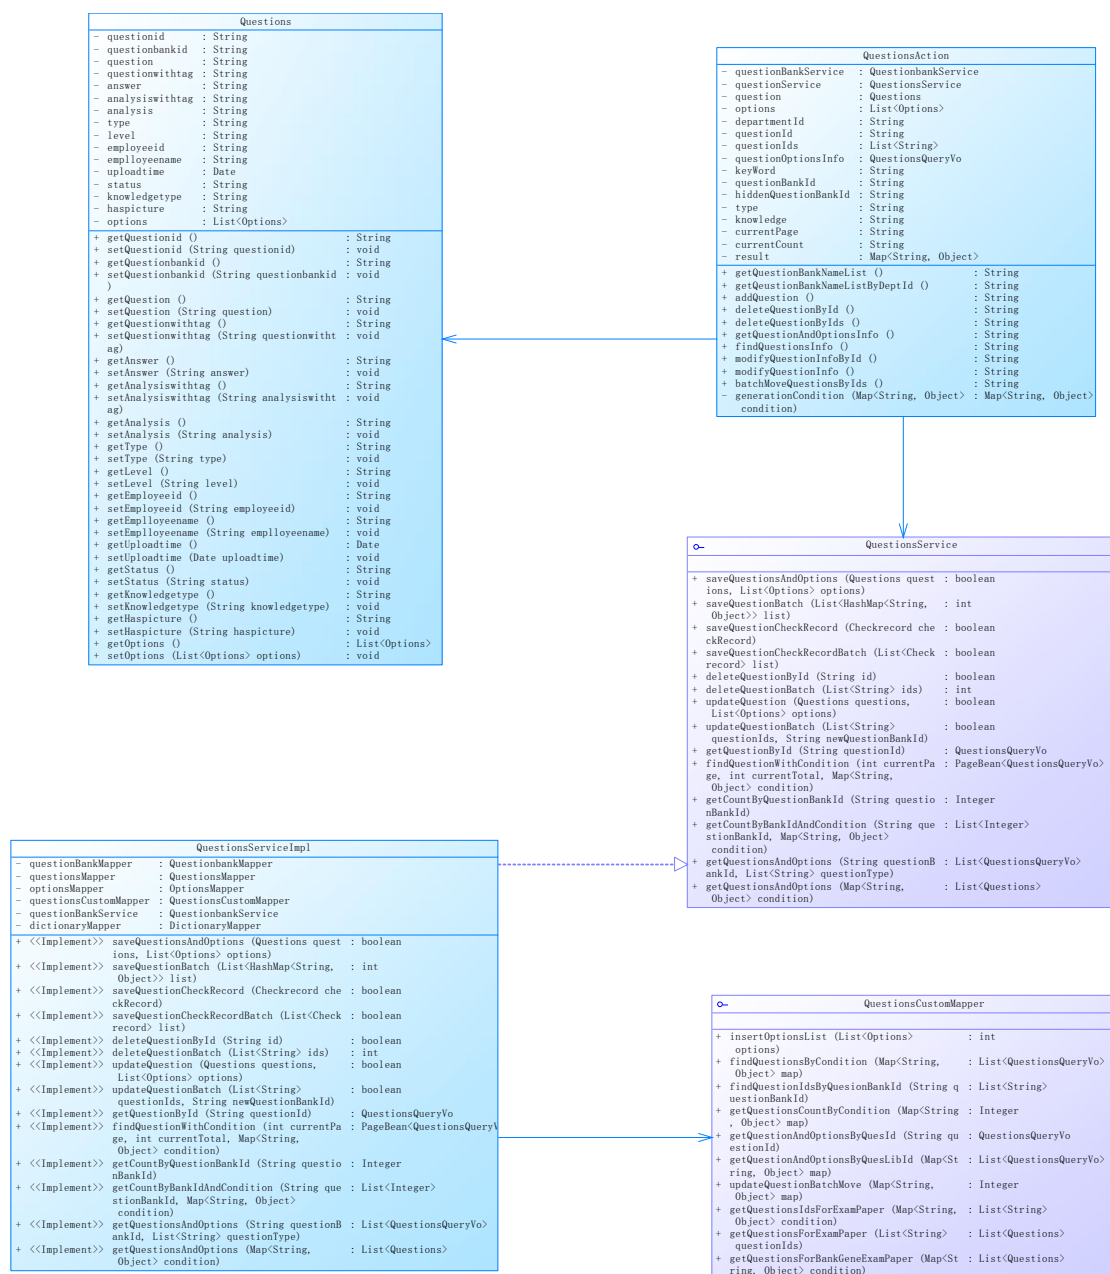 Questions
- questionid : String
- questionbankid : String
- question : String
- questionwithtag : String
- answer : String
- analysiswithtag : String
- analysis : String
- type : String
- level : String
- employeeid : String
- emplloyeename : String
- uploadtime : Date
- status : String
- knowledgetype : String
- haspicture : String
- options : List<Options>
+ getQuestionid () : String
+ setQuestionid (String questionid) : void
+ getQuestionbankid () : String
+ setQuestionbankid (String questionbankid : void
)
+ getQuestion () : String
+ setQuestion (String question) : void
+ getQuestionwithtag () : String
+ setQuestionwithtag (String questionwitht : void
ag)
+ getAnswer () : String
+ setAnswer (String answer) : void
+ getAnalysiswithtag () : String
+ setAnalysiswithtag (String analysiswitht : void
ag)
+ getAnalysis () : String
+ setAnalysis (String analysis) : void
+ getType () : String
+ setType (String type) : void
+ getLevel () : String
+ setLevel (String level) : void
+ getEmployeeid () : String
+ setEmployeeid (String employeeid) : void
+ getEmplloyeename () : String
+ setEmplloyeename (String emplloyeename) : void
+ getUploadtime () : Date
+ setUploadtime (Date uploadtime) : void
+ getStatus () : String
+ setStatus (String status) : void
+ getKnowledgetype () : String
+ setKnowledgetype (String knowledgetype) : void
+ getHaspicture () : String
+ setHaspicture (String haspicture) : void
+ getOptions () : List<Options>
+ setOptions (List<Options> options) : void
QuestionsAction
- questionBankService : QuestionbankService
- questionService : QuestionsService
- question : Questions
- options : List<Options>
- departmentId : String
- questionId : String
- questionIds : List<String>
- questionOptionsInfo : QuestionsQueryVo
- keyWord : String
- questionBankId : String
- hiddenQuestionBankId : String
- type : String
- knowledge : String
- currentPage : String
- currentCount : String
- result : Map<String, Object>
+ getQuestionBankNameList () : String
+ getQeustionBankNameListByDeptId () : String
+ addQuestion () : String
+ deleteQuestionById () : String
+ deleteQuestionByIds () : String
+ getQuestionAndOptionsInfo () : String
+ findQuestionsInfo () : String
+ modifyQuestionInfoById () : String
+ modifyQuestionInfo () : String
+ batchMoveQuestionsByIds () : String
- generationCondition (Map<String, Object> : Map<String, Object>
condition)
QuestionsService
+ saveQuestionsAndOptions (Questions quest : boolean
ions, List<Options> options)
+ saveQuestionBatch (List<HashMap<String, : int
Object>> list)
+ saveQuestionCheckRecord (Checkrecord che : boolean
ckRecord)
+ saveQuestionCheckRecordBatch (List<Check : boolean
record> list)
+ deleteQuestionById (String id) : boolean
+ deleteQuestionBatch (List<String> ids) : int
+ updateQuestion (Questions questions, : boolean
List<Options> options)
+ updateQuestionBatch (List<String> : boolean
questionIds, String newQuestionBankId)
+ getQuestionById (String questionId) : QuestionsQueryVo
+ findQuestionWithCondition (int currentPa : PageBean<QuestionsQueryVo>
ge, int currentTotal, Map<String,
Object> condition)
+ getCountByQuestionBankId (String questio : Integer
nBankId)
+ getCountByBankIdAndCondition (String que : List<Integer>
stionBankId, Map<String, Object>
condition)
+ getQuestionsAndOptions (String questionB : List<QuestionsQueryVo>
ankId, List<String> questionType)
+ getQuestionsAndOptions (Map<String, : List<Questions>
Object> condition)
QuestionsServiceImpl
- questionBankMapper : QuestionbankMapper
- questionsMapper : QuestionsMapper
- optionsMapper : OptionsMapper
- questionsCustomMapper : QuestionsCustomMapper
- questionBankService : QuestionbankService
- dictionaryMapper : DictionaryMapper
+ <<Implement>> saveQuestionsAndOptions (Questions quest : boolean
ions, List<Options> options)
+ <<Implement>> saveQuestionBatch (List<HashMap<String, : int
Object>> list)
+ <<Implement>> saveQuestionCheckRecord (Checkrecord che : boolean
ckRecord)
+ <<Implement>> saveQuestionCheckRecordBatch (List<Check : boolean
record> list)
+ <<Implement>> deleteQuestionById (String id) : boolean
+ <<Implement>> deleteQuestionBatch (List<String> ids) : int
+ <<Implement>> updateQuestion (Questions questions, : boolean
List<Options> options)
+ <<Implement>> updateQuestionBatch (List<String> : boolean
questionIds, String newQuestionBankId)
+ <<Implement>> getQuestionById (String questionId) : QuestionsQueryVo
+ <<Implement>> findQuestionWithCondition (int currentPa : PageBean<QuestionsQueryV
ge, int currentTotal, Map<String,
Object> condition)
+ <<Implement>> getCountByQuestionBankId (String questio : Integer
nBankId)
+ <<Implement>> getCountByBankIdAndCondition (String que : List<Integer>
stionBankId, Map<String, Object>
condition)
+ <<Implement>> getQuestionsAndOptions (String questionB : List<QuestionsQueryVo>
ankId, List<String> questionType)
+ <<Implement>> getQuestionsAndOptions (Map<String, : List<Questions>
Object> condition)
QuestionsCustomMapper
+ insertOptionsList (List<Options> : int
options)
+ findQuestionsByCondition (Map<String, : List<QuestionsQueryVo>
Object> map)
+ findQuestionIdsByQuesionBankId (String q : List<String>
uestionBankId)
+ getQuestionsCountByCondition (Map<String : Integer
, Object> map)
+ getQuestionAndOptionsByQuesId (String qu : QuestionsQueryVo
estionId)
+ getQuestionAndOptionsByQuesLibId (Map<St : List<QuestionsQueryVo>
ring, Object> map)
+ updateQuestionBatchMove (Map<String, : Integer
Object> map)
+ getQuestionsIdsForExamPaper (Map<String, : List<String>
Object> condition)
+ getQuestionsForExamPaper (List<String> : List<Questions>
questionIds)
+ getQuestionsForBankGeneExamPaper (Map<St : List<Questions>
ring, Object> condition)